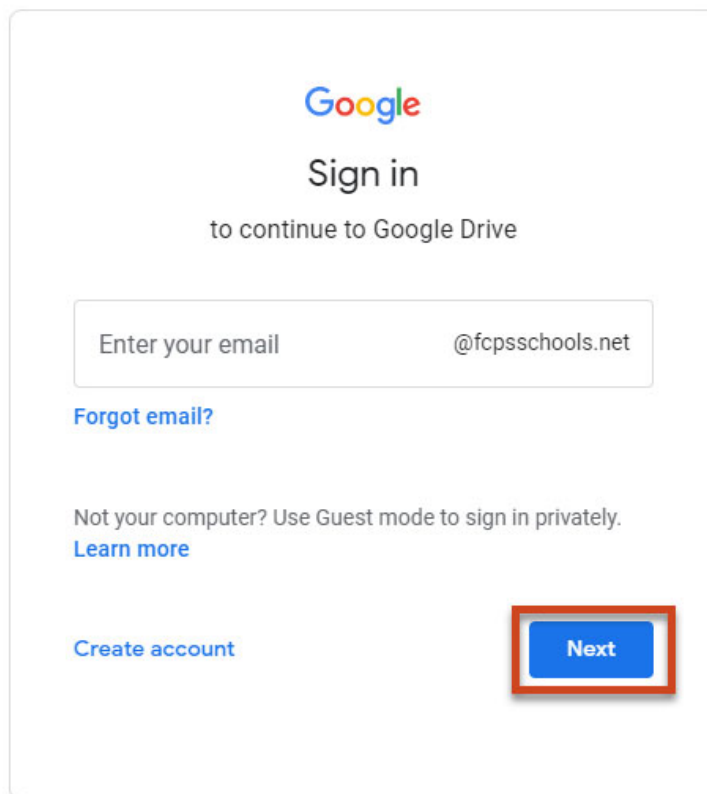 Google
Sign in
to continue to Google Drive
Enter your email @fcpsschools.net
Forgot email?
Not your computer? Use Guest mode to sign in privately.
Learn more
Create account Next